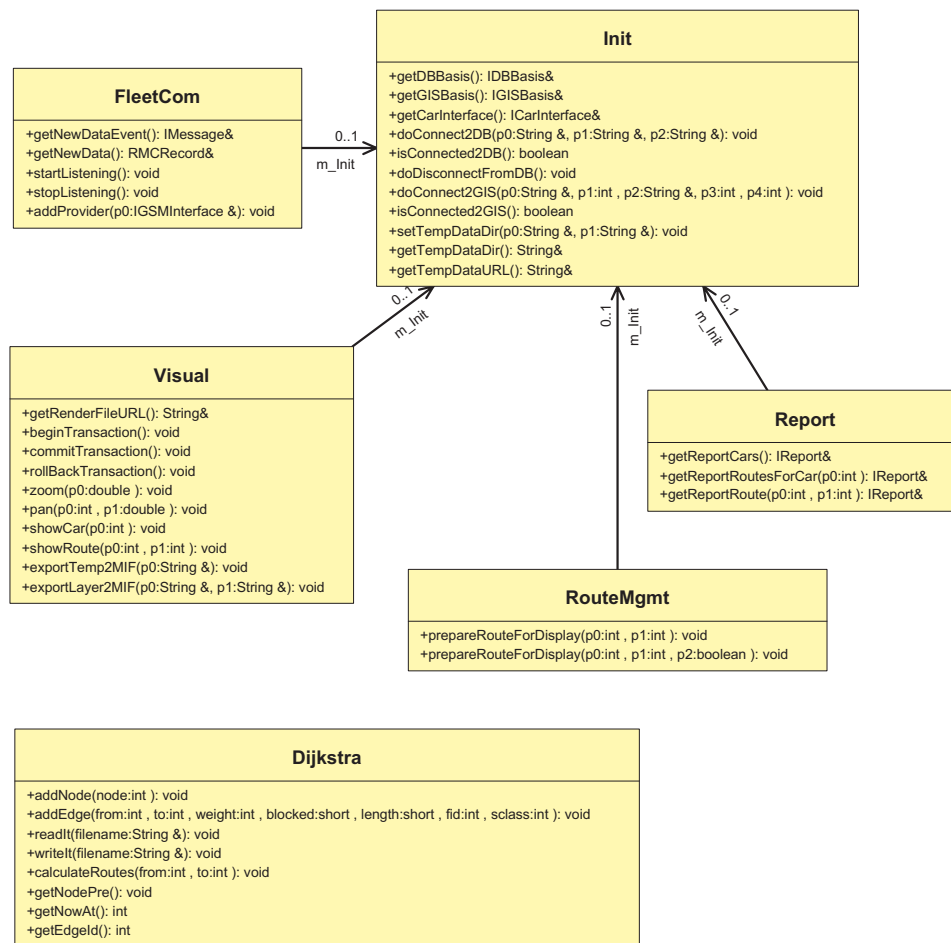 Init
+getDBBasis(): IDBBasis&
+getGISBasis(): IGISBasis&
+getCarInterface(): ICarInterface&
+doConnect2DB(p0:String &, p1:String &, p2:String &): void
+isConnected2DB(): boolean
+doDisconnectFromDB(): void
+doConnect2GIS(p0:String &, p1:int , p2:String &, p3:int , p4:int ): void
+isConnected2GIS(): boolean
+setTempDataDir(p0:String &, p1:String &): void
+getTempDataDir(): String&
+getTempDataURL(): String&
FleetCom
+getNewDataEvent(): IMessage&
+getNewData(): RMCRecord&
+startListening(): void
+stopListening(): void
+addProvider(p0:IGSMInterface &): void
0..1
m_Init
0..1
m_Init
0..1
m_Init
0..1
m_Init
Visual
+getRenderFileURL(): String&
+beginTransaction(): void
+commitTransaction(): void
+rollBackTransaction(): void
+zoom(p0:double ): void
+pan(p0:int , p1:double ): void
+showCar(p0:int ): void
+showRoute(p0:int , p1:int ): void
+exportTemp2MIF(p0:String &): void
+exportLayer2MIF(p0:String &, p1:String &): void
Report
+getReportCars(): IReport&
+getReportRoutesForCar(p0:int ): IReport&
+getReportRoute(p0:int , p1:int ): IReport&
RouteMgmt
+prepareRouteForDisplay(p0:int , p1:int ): void
+prepareRouteForDisplay(p0:int , p1:int , p2:boolean ): void
Dijkstra
+addNode(node:int ): void
+addEdge(from:int , to:int , weight:int , blocked:short , length:short , fid:int , sclass:int ): void
+readIt(filename:String &): void
+writeIt(filename:String &): void
+calculateRoutes(from:int , to:int ): void
+getNodePre(): void
+getNowAt(): int
+getEdgeId(): int